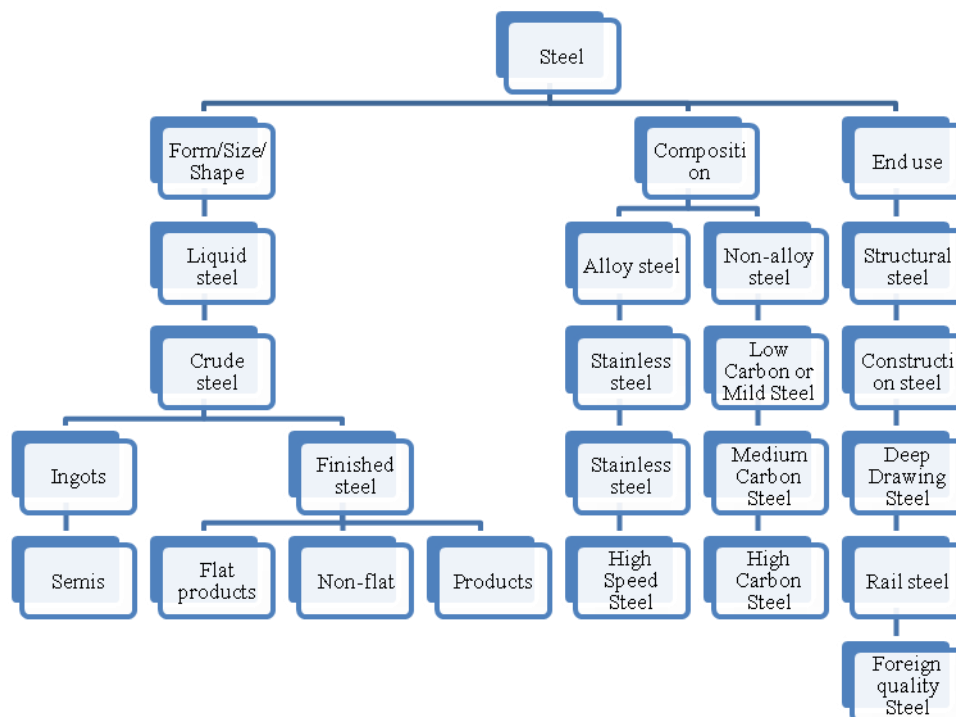 Steel
Form/Size/
Shape
Compositi
on
End use
Liquid
steel
Alloy steel
Non-alloy
steel
Structural
steel
Crude
steel
Stainless
steel
Low
Carbon or
Mild Steel
Constructi
on steel
Ingots
Finished
steel
Stainless
steel
Medium
Carbon
Steel
Deep
Drawing
Steel
Semis
Flat
products
Non-flat
Products
High
Speed
Steel
High
Carbon
Steel
Rail steel
Foreign
quality
Steel